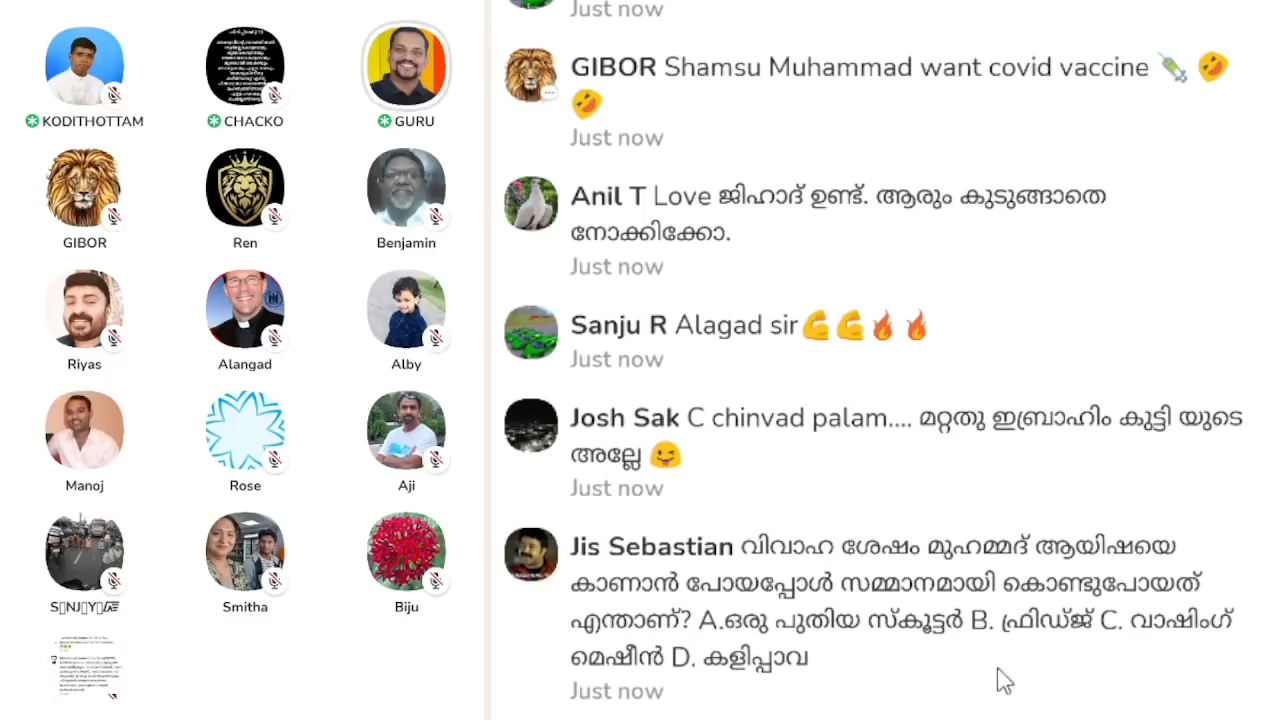 KODITHOTTAM
CHACKO
GURU
GIBOR
Ren
Benjamin
Riyas
Alangad
Alby
Manoj
Rose
Aji
Smitha
Biju
Just now
GIBOR Shamsu Muhammad want covid vaccine 💉 🤣
🤣
Just now
Anil T Love ജിഹാദ് ഉണ്ട്. ആരും കുടുങ്ങാതെ
നോക്കിക്കോ.
Just now
Sanju R Alagad sir💪💪🔥🔥
Just now
Josh Sak C chinvad palam.... മറ്റതു ഇബ്രാഹിം കുട്ടി യുടെ
അല്ലേ 😜
Just now
Jis Sebastian വിവാഹ ശേഷം മുഹമ്മദ് ആയിഷയെ
കാണാൻ പോയപ്പോൾ സമ്മാനമായി കൊണ്ടുപോയത്
എന്താണ്? A.ഒരു പുതിയ സ്കൂട്ടർ B. ഫ്രിഡ്ജ് C. വാഷിംഗ്
മെഷീൻ D. കളിപ്പാവ
Just now